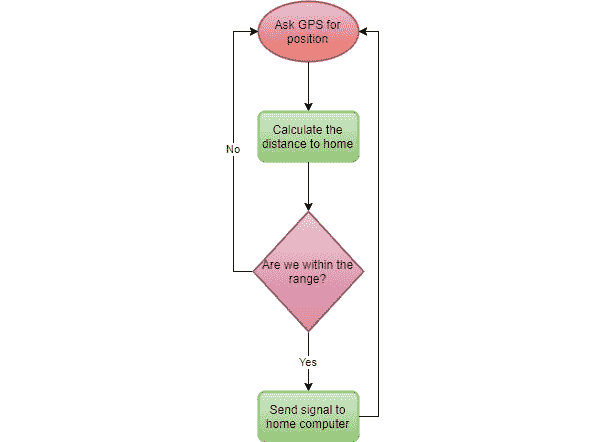 Ask GPS for
position
Calculate the
distance to home
No
Are we within the
range?
Yes
Send signal to
home computer